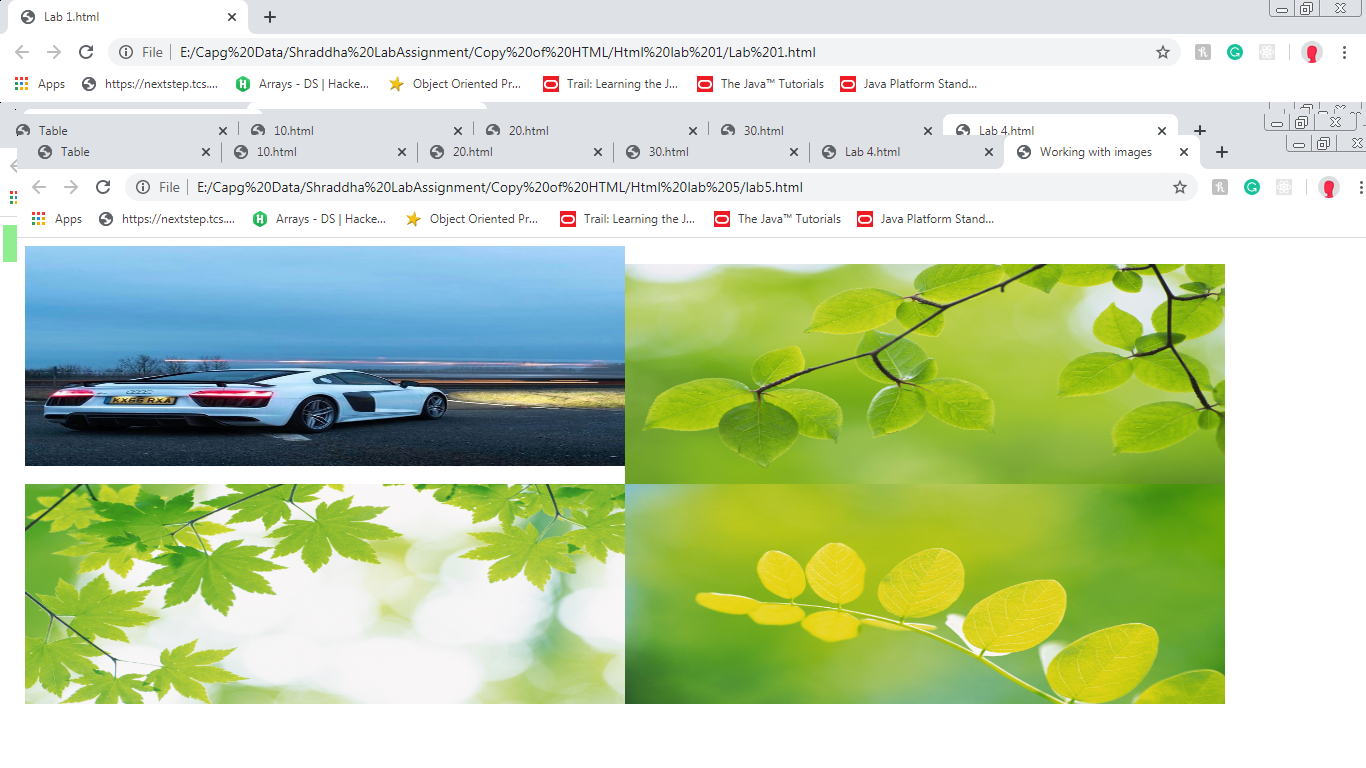 Lab 1.html
File E:/Capg%20Data/Shraddha%20LabAssignment/Copy%20of%20HTML/Html%20lab%201/Lab%201.html
Apps https://nextstep.tcs.... Arrays - DS | Hacke... Object Oriented Pr... Trail: Learning the J... The Java™ Tutorials Java Platform Stand...
Table 10.html 20.html 30.html Lab 4.html
Table 10.html 20.html 30.html Lab 4.html Working with images
File E:/Capg%20Data/Shraddha%20LabAssignment/Copy%20of%20HTML/Html%20lab%205/lab5.html
Apps https://nextstep.tcs.... Arrays - DS | Hacke... Object Oriented Pr... Trail: Learning the J... The Java™ Tutorials Java Platform Stand...
KX66 RXA